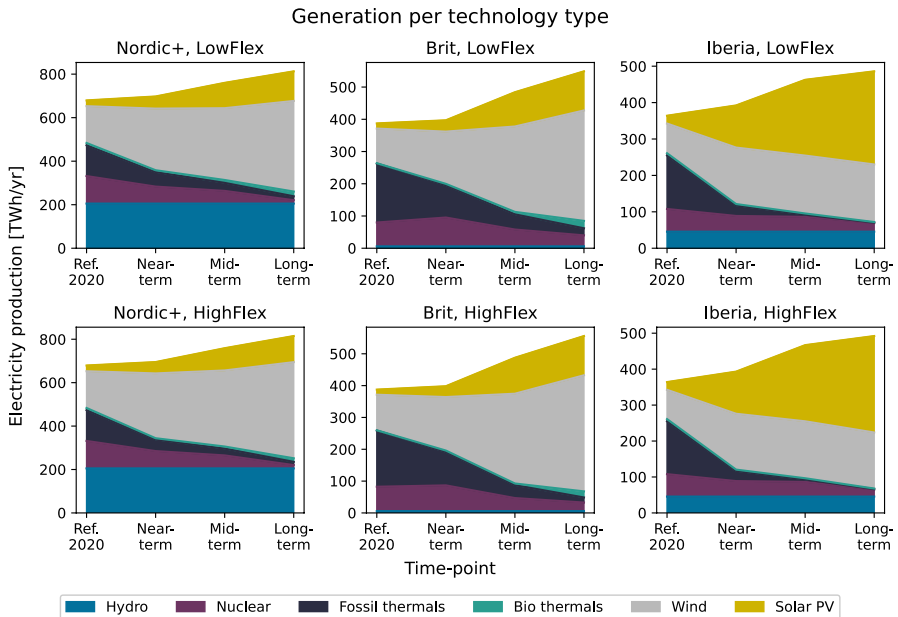 Generation per technology type
Nordic+, LowFlex
Brit, LowFlex
Iberia, LowFlex
800
600
400
200
0
500
400
300
200
100
0
500
400
300
200
100
0
Ref.
2020
Near-
term
Mid-
term
Long-
term
Ref.
2020
Near-
term
Mid-
term
Long-
term
Ref.
2020
Near-
term
Mid-
term
Long-
term
Electricity production [TWh/yr]
Nordic+, HighFlex
Brit, HighFlex
Iberia, HighFlex
800
600
400
200
0
500
400
300
200
100
0
500
400
300
200
100
0
Ref.
2020
Near-
term
Mid-
term
Long-
term
Ref.
2020
Near-
term
Mid-
term
Long-
term
Ref.
2020
Near-
term
Mid-
term
Long-
term
Time-point
Hydro
Nuclear
Fossil thermals
Bio thermals
Wind
Solar PV